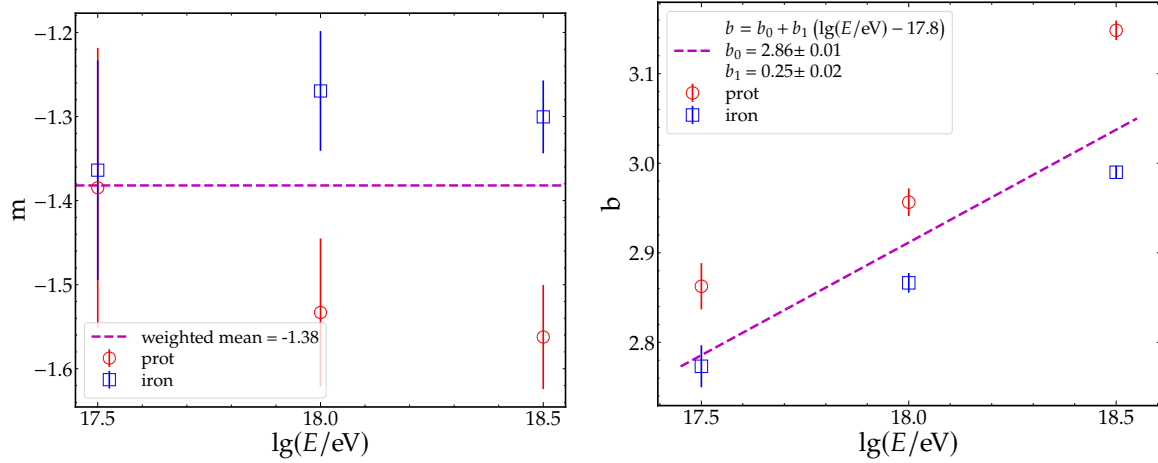 −1.2
−1.3
−1.4
−1.5
−1.6
m
weighted mean = -1.38
prot
iron
17.5
18.0
18.5
lg(E/eV)
3.1
3.0
2.9
2.8
b
b = b₀ + b₁ (lg(E/eV) − 17.8)
b₀ = 2.86± 0.01
b₁ = 0.25± 0.02
prot
iron
17.5
18.0
18.5
lg(E/eV)